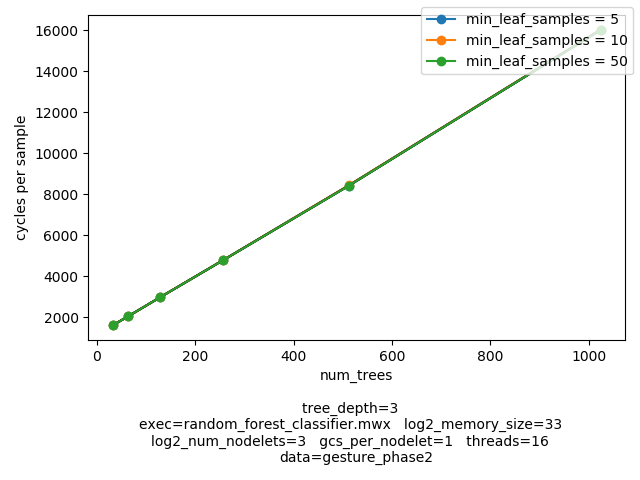 min_leaf_samples = 5
min_leaf_samples = 10
min_leaf_samples = 50
16000
14000
12000
10000
8000
6000
4000
2000
cycles per sample
0 200 400 600 800 1000
num_trees
tree_depth=3
exec=random_forest_classifier.mwx log2_memory_size=33
log2_num_nodelets=3 gcs_per_nodelet=1 threads=16
data=gesture_phase2